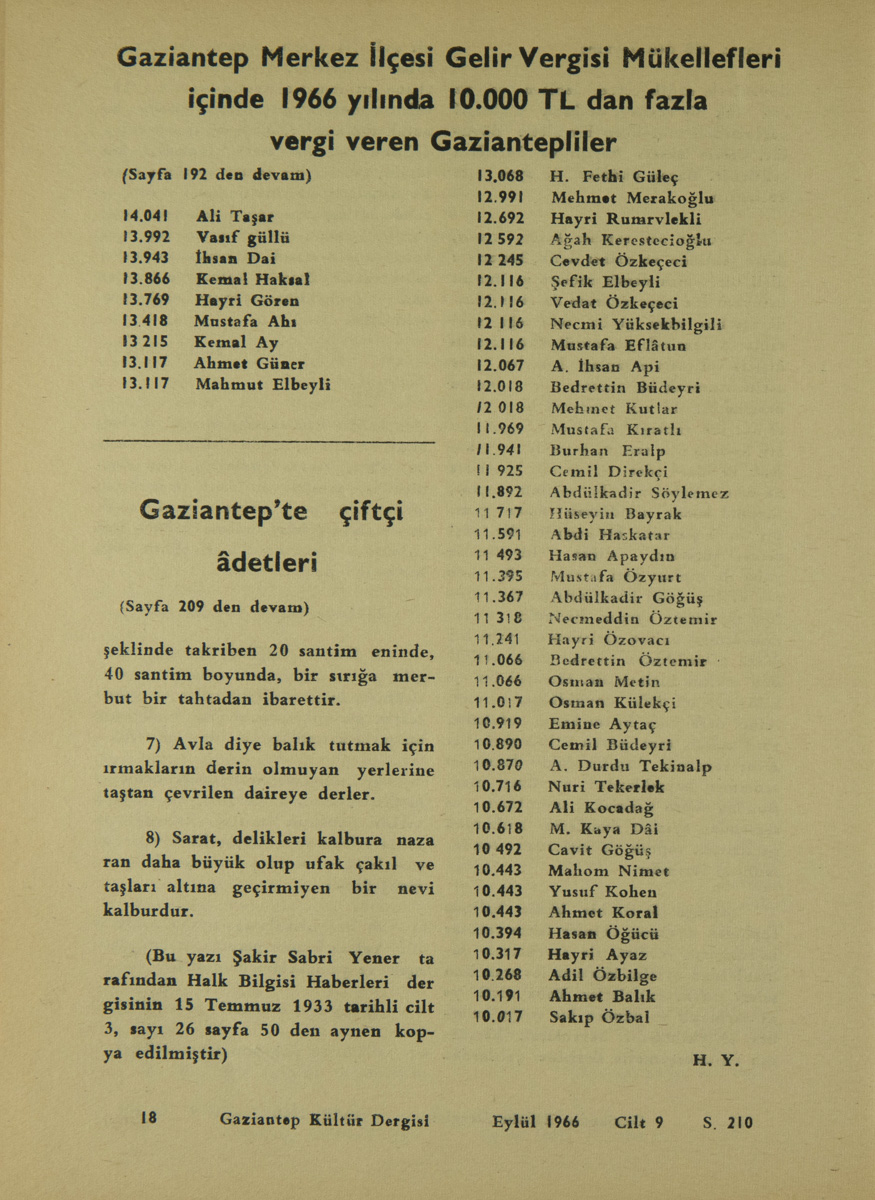 Gaziantep Merkez İlçesi Gelir Vergisi Mükellefleri
içinde 1966 yılında 10.000 TL dan fazla
vergi veren Gaziantepliler
(Sayfa 192 den devam)
14.041 Ali Taşar
13.992 Vasıf güllü
13.943 İhsan Dai
13.866 Kemal Haksal
13.769 Hayri Gören
13.418 Mustafa Ahı
13 215 Kemal Ay
13.117 Ahmet Güner
13.117 Mahmut Elbeyli
Gaziantep'te çiftçi
âdetleri
(Sayfa 209 den devam)
şeklinde takriben 20 santim eninde,
40 santim boyunda, bir sırığa mer-
but bir tahtadan ibarettir.
7) Avla diye balık tutmak için
ırmakların derin olmuyan yerlerine
taştan çevrilen daireye derler.
8) Sarat, delikleri kalbura naza
ran daha büyük olup ufak çakıl ve
taşları altına geçirmiyen bir nevi
kalburdur.
(Bu yazı Şakir Sabri Yener ta
rafından Halk Bilgisi Haberleri der
gisinin 15 Temmuz 1933 tarihli cilt
3, sayı 26 sayfa 50 den aynen kop-
ya edilmiştir)
13.068 H. Fethi Güleç
12.991 Mehmet Merakoğlu
12.692 Hayri
12 592 Ağah Kerestecioğlu
12 245 Cevdet Özkeçeci
12.116 Şefik Elbeyli
12.116 Vedat Özkeçeci
12 116 Necmi Yüksekbilgili
12.116 Mustafa Eflâtun
12.067 A. İhsan Api
12.018 Bedrettin Büdeyri
12 018 Mehmet Kutlar
11.969 Mustafa Kıratlı
11.941 Burhan Eralp
11 925 Cemil Direkçi
11.892 Abdülkadir Söylemez
11 717 Hüseyin Bayrak
11.591 Abdi Haskatar
11 493 Hasan Apaydın
11.395 Mustafa Özyurt
11.367 Abdülkadir Göğüş
11 318 Necmeddin Öztemir
11.241 Hayri Özovacı
11.066 Bedrettin Öztemir
11.066 Osman Metin
11.017 Osman Külekçi
10.919 Emine Aytaç
10.890 Cemil Büdeyri
10.870 A. Durdu Tekinalp
10.716 Nuri Tekerlek
10.672 Ali Kocadağ
10.618 M. Kaya Dâi
10 492 Cavit Göğüş
10.443 Mahom Nimet
10.443 Yusuf Kohen
10.443 Ahmet Koral
10.394 Hasan Öğücü
10.317 Hayri Ayaz
10.268 Adil Özbilge
10.191 Ahmet Balık
10.017 Sakıp Özbal
H. Y.
18 Gaziantep Kültür Dergisi Eylül 1966 Cilt 9 S. 210